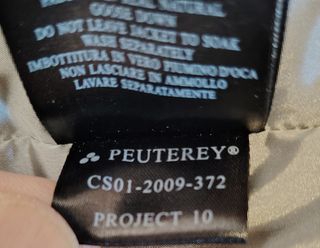 NATURAL
GOOSE DOWN
DO NOT LEAVE JACKET TO SOAK
WASH SEPARATELY
IMBOTTITURA IN VERO PIUMINO D'OCA
NON LASCIARE IN AMMOLLO
LAVARE SEPARATAMENTE
PEUTEREY®
CS01-2009-372
PROJECT 10